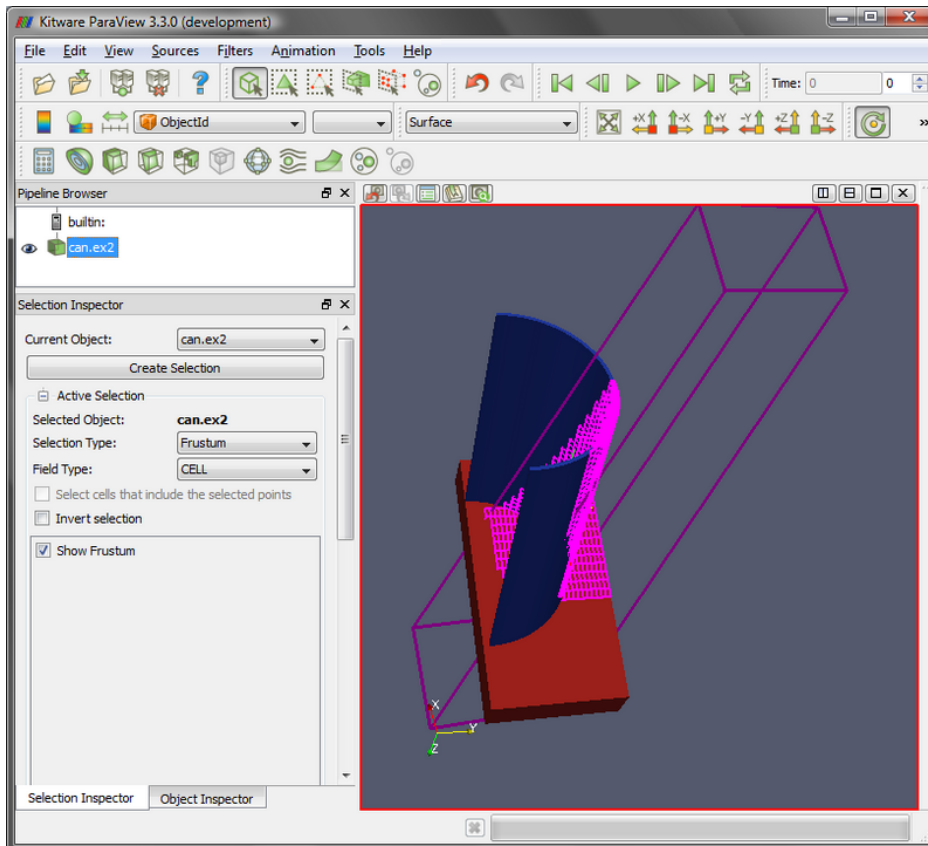 Kitware ParaView 3.3.0 (development)
File Edit View Sources Filters Animation Tools Help
Time: 0 0
ObjectId Surface +X -X +Y -Y +Z -Z »
Pipeline Browser
builtin:
can.ex2
Selection Inspector
Current Object: can.ex2
Create Selection
Active Selection
Selected Object: can.ex2
Selection Type: Frustum
Field Type: CELL
Select cells that include the selected points
Invert selection
Show Frustum
X
Y
Z
Selection Inspector Object Inspector